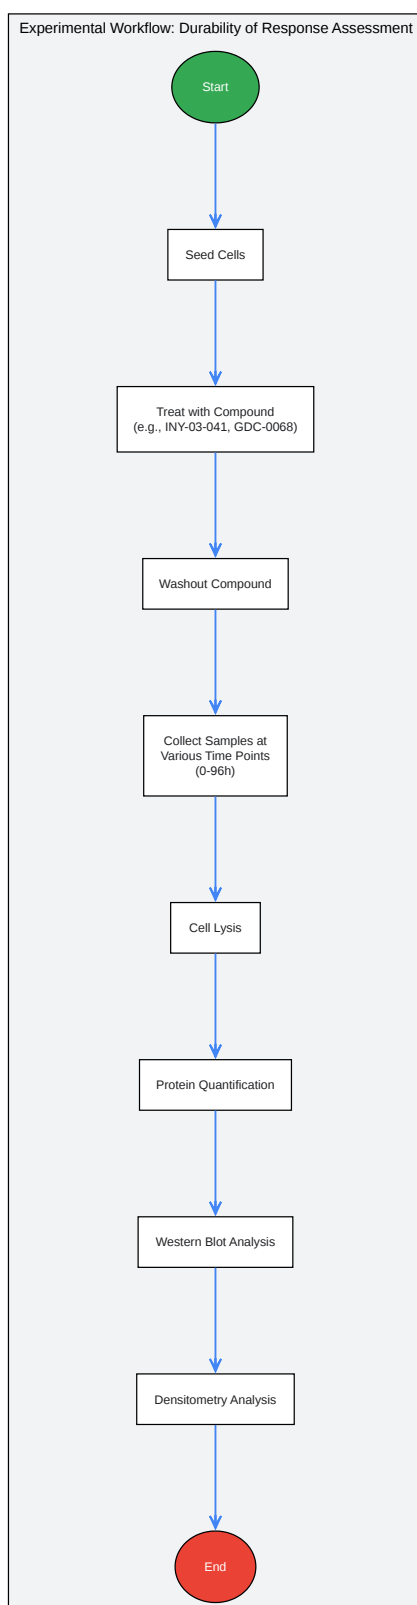 Experimental Workflow: Durability of Response Assessment
Start
Seed Cells
Treat with Compound
(e.g., INY-03-041, GDC-0068)
Washout Compound
Collect Samples at
Various Time Points
(0-96h)
Cell Lysis
Protein Quantification
Western Blot Analysis
Densitometry Analysis
End